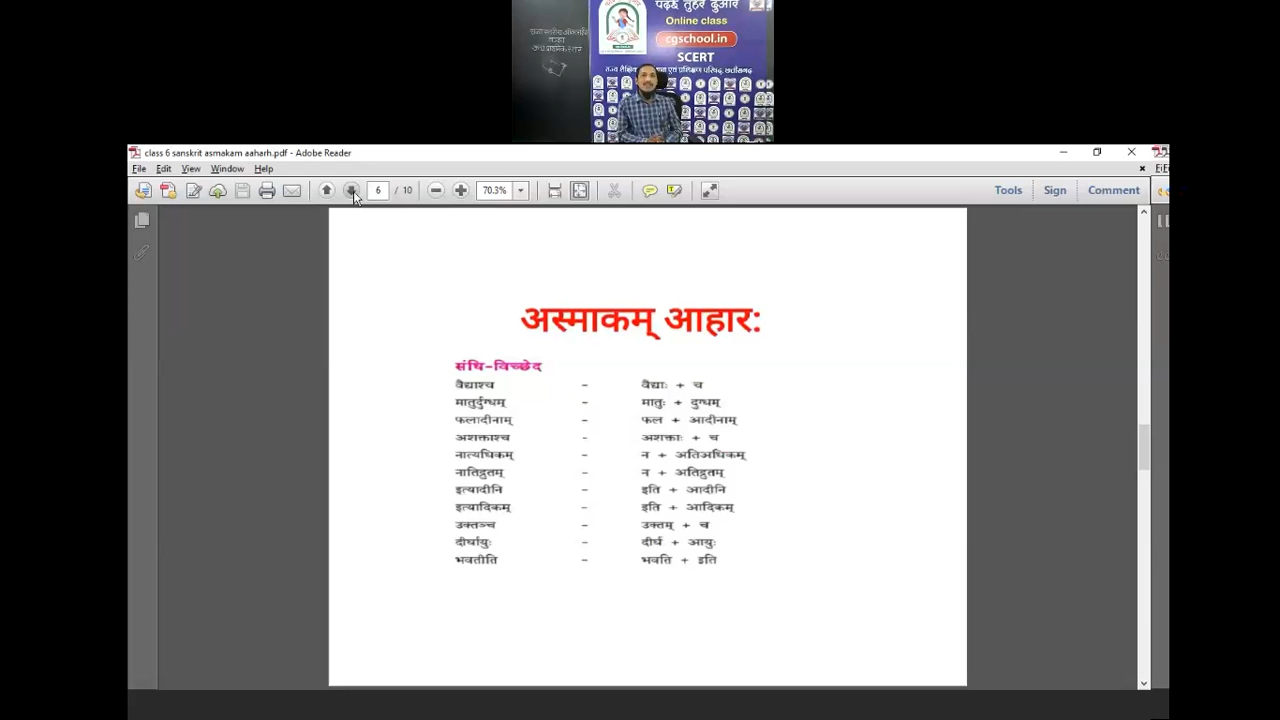 पढ़ई तुहर दुआर
Online class
cgschool.in
SCERT
class 6 sanskrit asmakam aaharh.pdf - Adobe Reader
File Edit View Window Help
6 / 10 70.3% Tools Sign Comment
अस्माकम् आहार:
संधि-विच्छेद
वैद्याश्च - वैद्याः + च
मातुर्दुग्धम् - मातुः + दुग्धम्
फलादीनाम् - फल + आदीनाम्
अशक्ताश्च - अशक्ताः + च
नात्यधिकम् - न + अतिअधिकम्
नातिद्रुतम् - न + अतिद्रुतम्
इत्यादीनि - इति + आदीनि
इत्यादिकम् - इति + आदिकम्
उक्तञ्च - उक्तम् + च
दीर्घायुः - दीर्घ + आयुः
भवतीति - भवति + इति